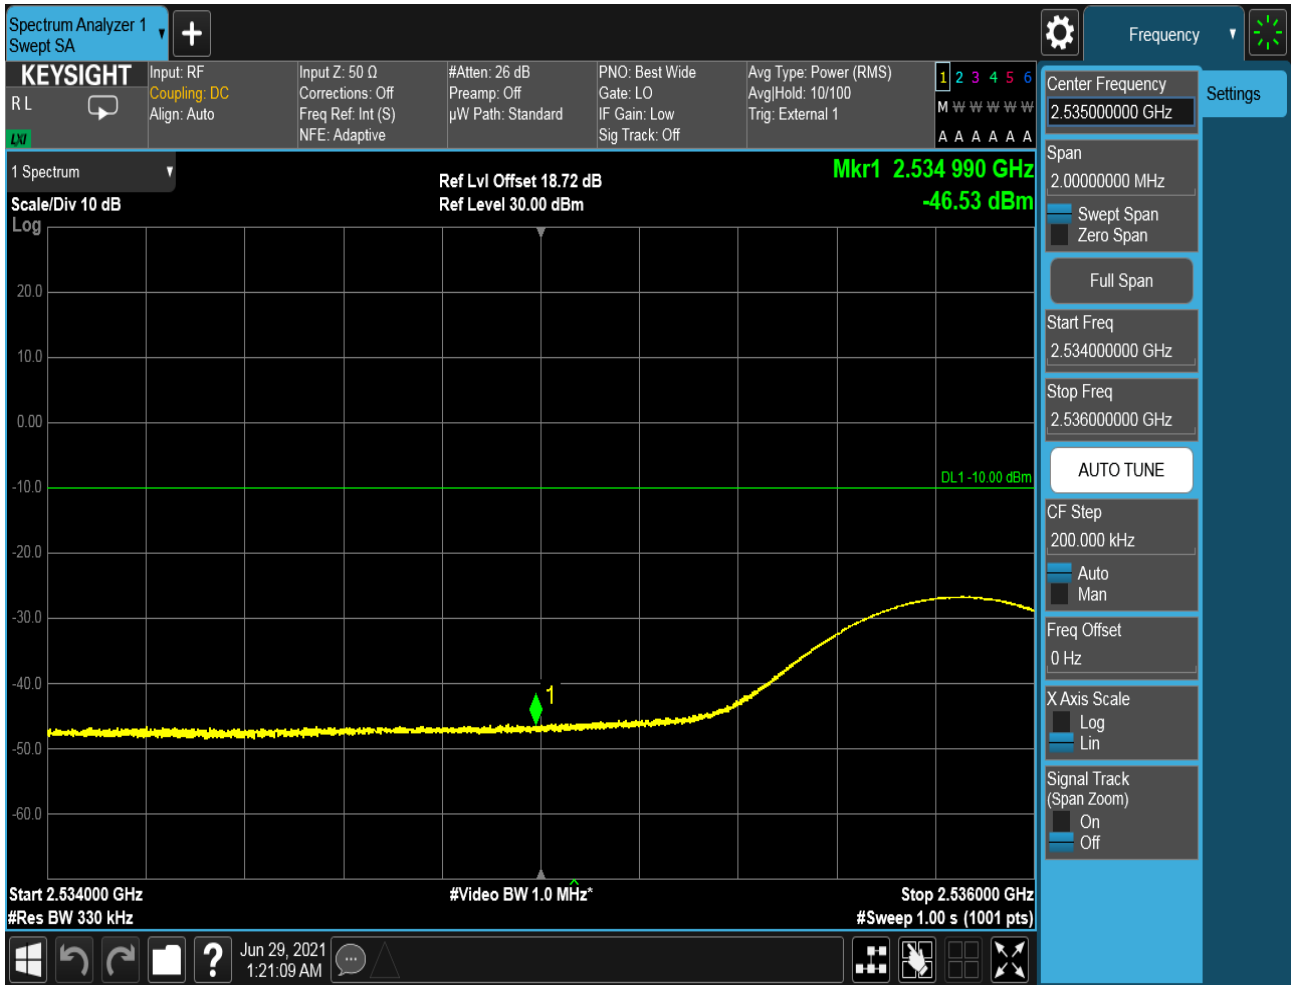 Spectrum Analyzer 1
Swept SA
Frequency
KEYSIGHT
R L
LXI
Input: RF
Coupling: DC
Align: Auto
Input Z: 50 Ω
Corrections: Off
Freq Ref: Int (S)
NFE: Adaptive
#Atten: 26 dB
Preamp: Off
µW Path: Standard
PNO: Best Wide
Gate: LO
IF Gain: Low
Sig Track: Off
Avg Type: Power (RMS)
Avg|Hold: 10/100
Trig: External 1
1 2 3 4 5 6
M W W W W W
A A A A A A
1 Spectrum
Scale/Div 10 dB
Log
Ref Lvl Offset 18.72 dB
Ref Level 30.00 dBm
Mkr1 2.534 990 GHz
-46.53 dBm
20.0
10.0
0.00
-10.0
-20.0
-30.0
-40.0
-50.0
-60.0
DL1 -10.00 dBm
1
Start 2.534000 GHz
#Res BW 330 kHz
#Video BW 1.0 MHz*
Stop 2.536000 GHz
#Sweep 1.00 s (1001 pts)
Jun 29, 2021
1:21:09 AM
?
Center Frequency
2.535000000 GHz
Settings
Span
2.00000000 MHz
Swept Span
Zero Span
Full Span
Start Freq
2.534000000 GHz
Stop Freq
2.536000000 GHz
AUTO TUNE
CF Step
200.000 kHz
Auto
Man
Freq Offset
0 Hz
X Axis Scale
Log
Lin
Signal Track
(Span Zoom)
On
Off